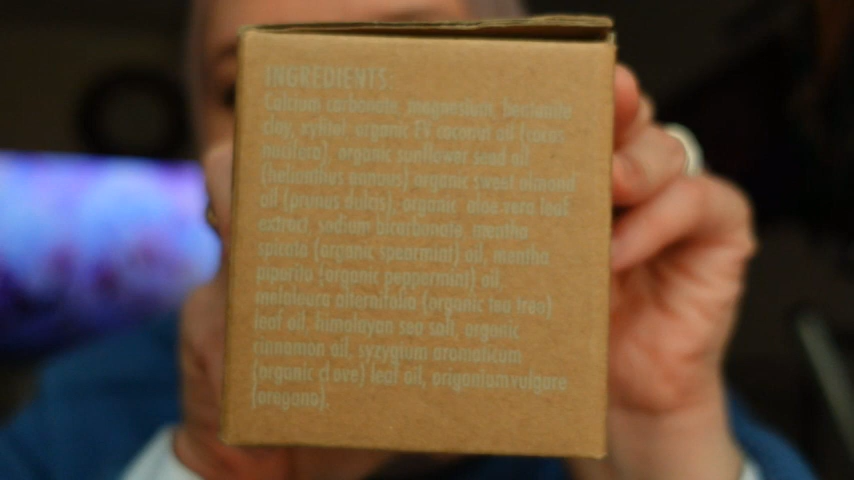 INGREDIENTS:
Calcium carbonate, magnesium, bentonite
clay, xylitol, organic FV coconut oil (cocos
nucifera), organic sunflower seed oil
(helianthus annuus) organic sweet almond
oil (prunus dulcis), organic aloe vera leaf
extract, sodium bicarbonate, mentha
spicata (organic spearmint) oil, mentha
piperita (organic peppermint) oil,
melaleuca alternifolia (organic tea tree)
leaf oil, himalayan sea salt, organic
cinnamon oil, syzygium aromaticum
(organic clove) leaf oil, origanium vulgare
(oregano).